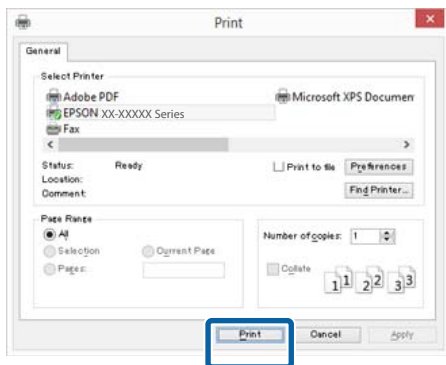 Print
General
Select Printer
Adobe PDF
Microsoft XPS Documen
EPSON XX-XXXXX Series
Fax
Status: Ready
Print to file
Preferences
Location:
Comment:
Find Printer...
Page Range
All
Number of copies: 1
Selection
Current Page
Pages:
Collate
1 1 2 2 3 3
Print
Cancel
Apply